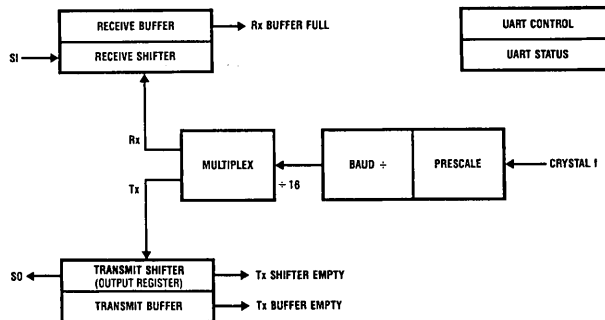 RECEIVE BUFFER
Rx BUFFER FULL
UART CONTROL
SI
RECEIVE SHIFTER
UART STATUS
Rx
MULTIPLEX
BAUD ÷
PRESCALE
CRYSTAL f
÷ 16
Tx
SO
TRANSMIT SHIFTER
(OUTPUT REGISTER)
Tx SHIFTER EMPTY
TRANSMIT BUFFER
Tx BUFFER EMPTY